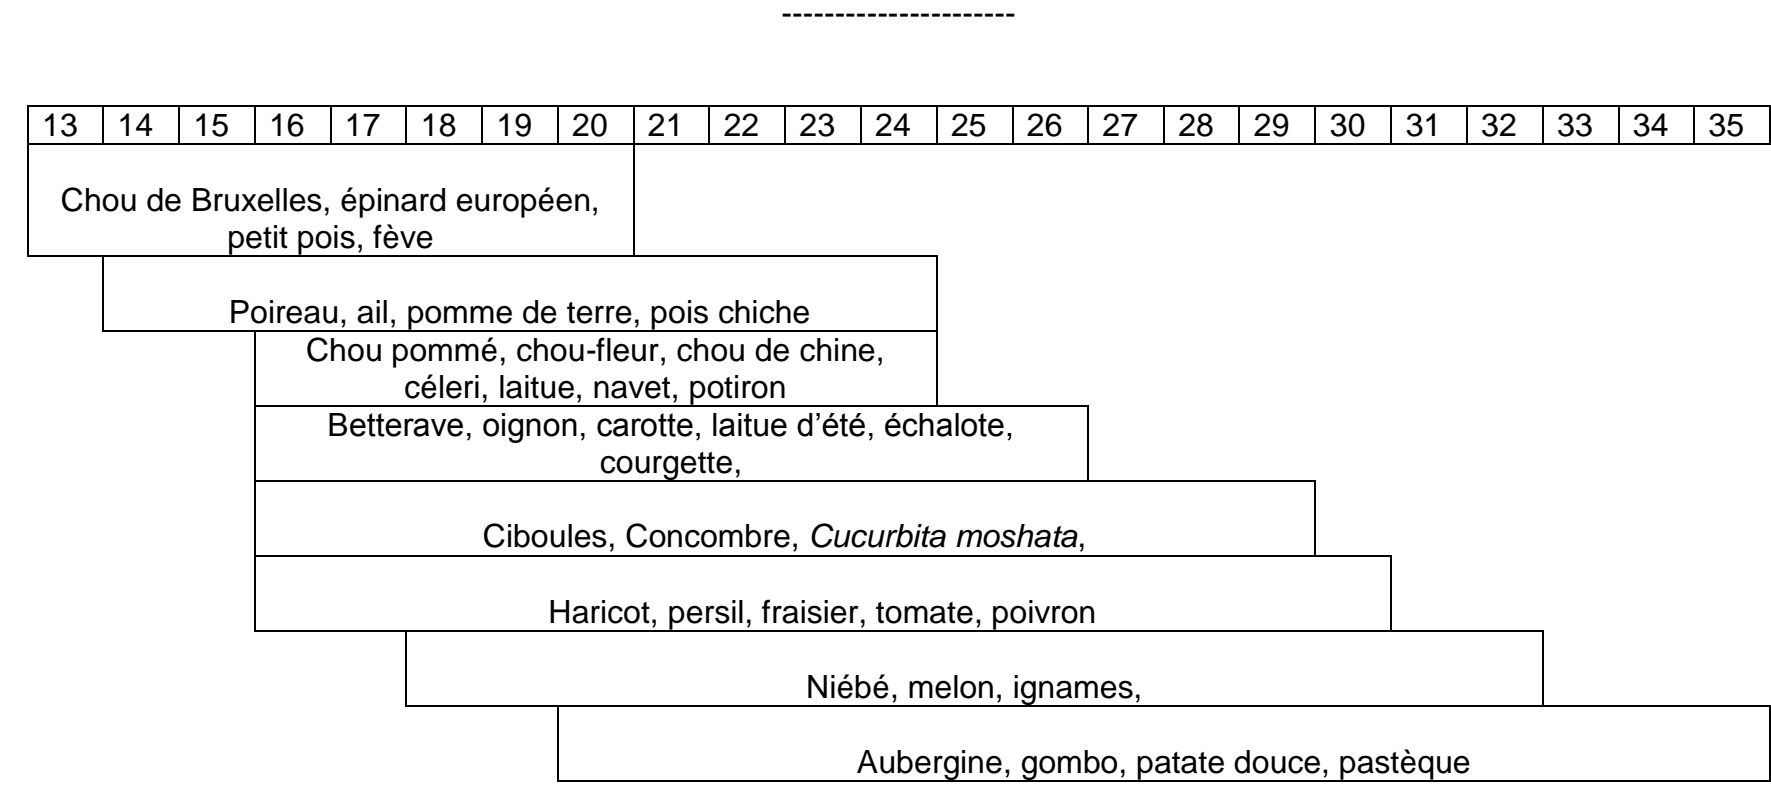 ----------------------
13 14 15 16 17 18 19 20 21 22 23 24 25 26 27 28 29 30 31 32 33 34 35
Chou de Bruxelles, épinard européen,
petit pois, fève
Poireau, ail, pomme de terre, pois chiche
Chou pommé, chou-fleur, chou de chine,
céleri, laitue, navet, potiron
Betterave, oignon, carotte, laitue d’été, échalote,
courgette,
Ciboules, Concombre, Cucurbita moshata,
Haricot, persil, fraisier, tomate, poivron
Niébé, melon, ignames,
Aubergine, gombo, patate douce, pastèque